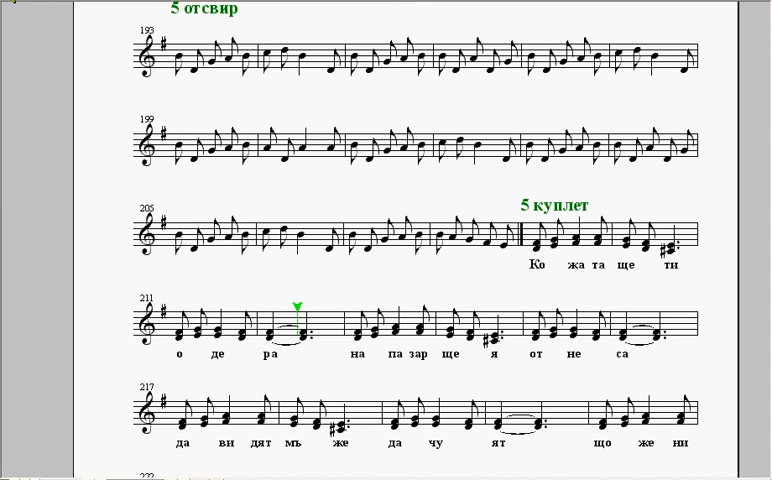 5 отсвир
193
199
205
5 куплет
Ко жа та ще ти
211
о де ра на па зар ще я от не са
217
да ви дят мъ же да чу ят що же ни
222